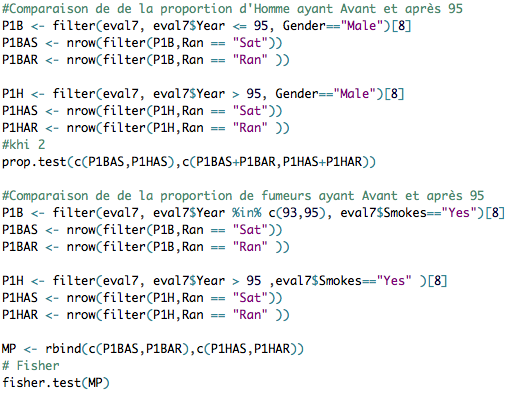 #Comparaison de de la proportion d'Homme ayant Avant et après 95
P1B <- filter(eval7, eval7$Year <= 95, Gender=="Male")[8]
P1BAS <- nrow(filter(P1B,Ran == "Sat"))
P1BAR <- nrow(filter(P1B,Ran == "Ran" ))
P1H <- filter(eval7, eval7$Year > 95, Gender=="Male")[8]
P1HAS <- nrow(filter(P1H,Ran == "Sat"))
P1HAR <- nrow(filter(P1H,Ran == "Ran" ))
#khi 2
prop.test(c(P1BAS,P1HAS),c(P1BAS+P1BAR,P1HAS+P1HAR))
#Comparaison de de la proportion de fumeurs ayant Avant et après 95
P1B <- filter(eval7, eval7$Year %in% c(93,95), eval7$Smokes=="Yes")[8]
P1BAS <- nrow(filter(P1B,Ran == "Sat"))
P1BAR <- nrow(filter(P1B,Ran == "Ran" ))
P1H <- filter(eval7, eval7$Year > 95 ,eval7$Smokes=="Yes" )[8]
P1HAS <- nrow(filter(P1H,Ran == "Sat"))
P1HAR <- nrow(filter(P1H,Ran == "Ran" ))
MP <- rbind(c(P1BAS,P1BAR),c(P1HAS,P1HAR))
# Fisher
fisher.test(MP)